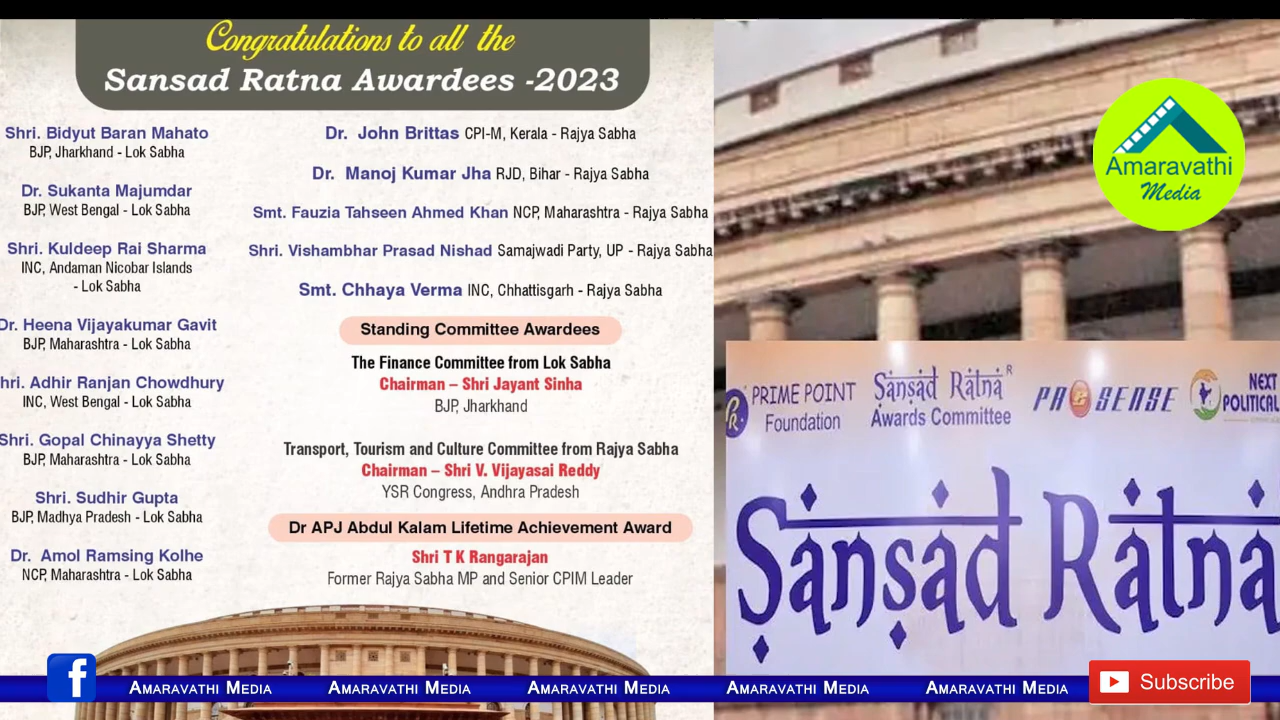 Congratulations to all the
Sansad Ratna Awardees -2023
Shri. Bidyut Baran Mahato
BJP, Jharkhand - Lok Sabha
Dr. Sukanta Majumdar
BJP, West Bengal - Lok Sabha
Shri. Kuldeep Rai Sharma
INC, Andaman Nicobar Islands
- Lok Sabha
Dr. Heena Vijayakumar Gavit
BJP, Maharashtra - Lok Sabha
hri. Adhir Ranjan Chowdhury
INC, West Bengal - Lok Sabha
Shri. Gopal Chinayya Shetty
BJP, Maharashtra - Lok Sabha
Shri. Sudhir Gupta
BJP, Madhya Pradesh - Lok Sabha
Dr. Amol Ramsing Kolhe
NCP, Maharashtra - Lok Sabha
Dr. John Brittas CPI-M, Kerala - Rajya Sabha
Dr. Manoj Kumar Jha RJD, Bihar - Rajya Sabha
Smt. Fauzia Tahseen Ahmed Khan NCP, Maharashtra - Rajya Sabha
Shri. Vishambhar Prasad Nishad Samajwadi Party, UP - Rajya Sabha
Smt. Chhaya Verma INC, Chhattisgarh - Rajya Sabha
Standing Committee Awardees
The Finance Committee from Lok Sabha
Chairman – Shri Jayant Sinha
BJP, Jharkhand
Transport, Tourism and Culture Committee from Rajya Sabha
Chairman – Shri V. Vijayasai Reddy
YSR Congress, Andhra Pradesh
Dr APJ Abdul Kalam Lifetime Achievement Award
Shri T K Rangarajan
Former Rajya Sabha MP and Senior CPIM Leader
Amaravathi
Media
PRIME POINT
Foundation
Sansad Ratna ®
Awards Committee
PReSENSE
NEXT
POLITICAL
Sansad Ratna
f
AMARAVATHI MEDIA AMARAVATHI MEDIA AMARAVATHI MEDIA AMARAVATHI MEDIA AMARAVATHI MEDIA
Subscribe